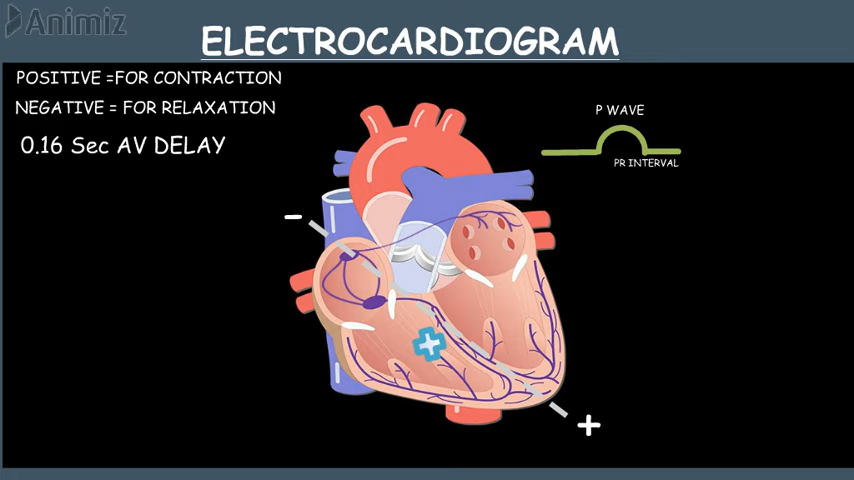 Animiz
ELECTROCARDIOGRAM
POSITIVE =FOR CONTRACTION
NEGATIVE = FOR RELAXATION
0.16 Sec AV DELAY
P WAVE
PR INTERVAL
-
+